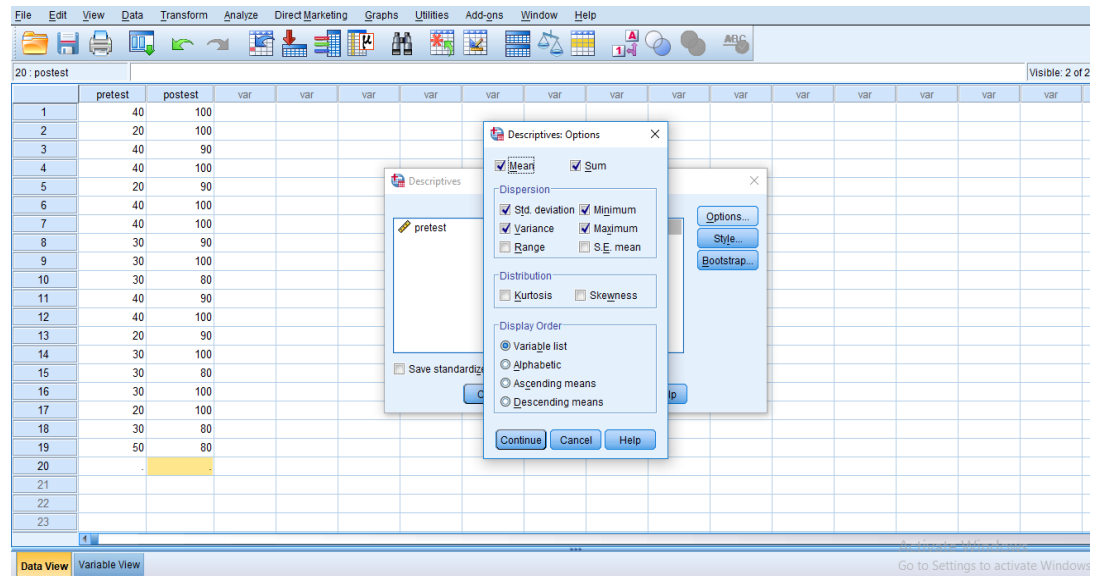 File Edit View Data Transform Analyze Direct Marketing Graphs Utilities Add-ons Window Help
20 : postest
Visible: 2 of 2
pretest postest var var var var var var var var var var var var var var
1 40 100
2 20 100
3 40 90
4 40 100
5 20 90
6 40 100
7 40 100
8 30 90
9 30 100
10 30 80
11 40 90
12 40 100
13 20 90
14 30 100
15 30 80
16 30 100
17 20 100
18 30 80
19 50 80
20 . .
21
22
23
Descriptives
pretest
Options...
Style...
Bootstrap...
Save standardize
Descriptives: Options
Mean Sum
Dispersion
Std. deviation Minimum
Variance Maximum
Range S.E. mean
Distribution
Kurtosis Skewness
Display Order
Variable list
Alphabetic
Ascending means
Descending means
Continue Cancel Help
Data View Variable View
Go to Settings to activate Windows